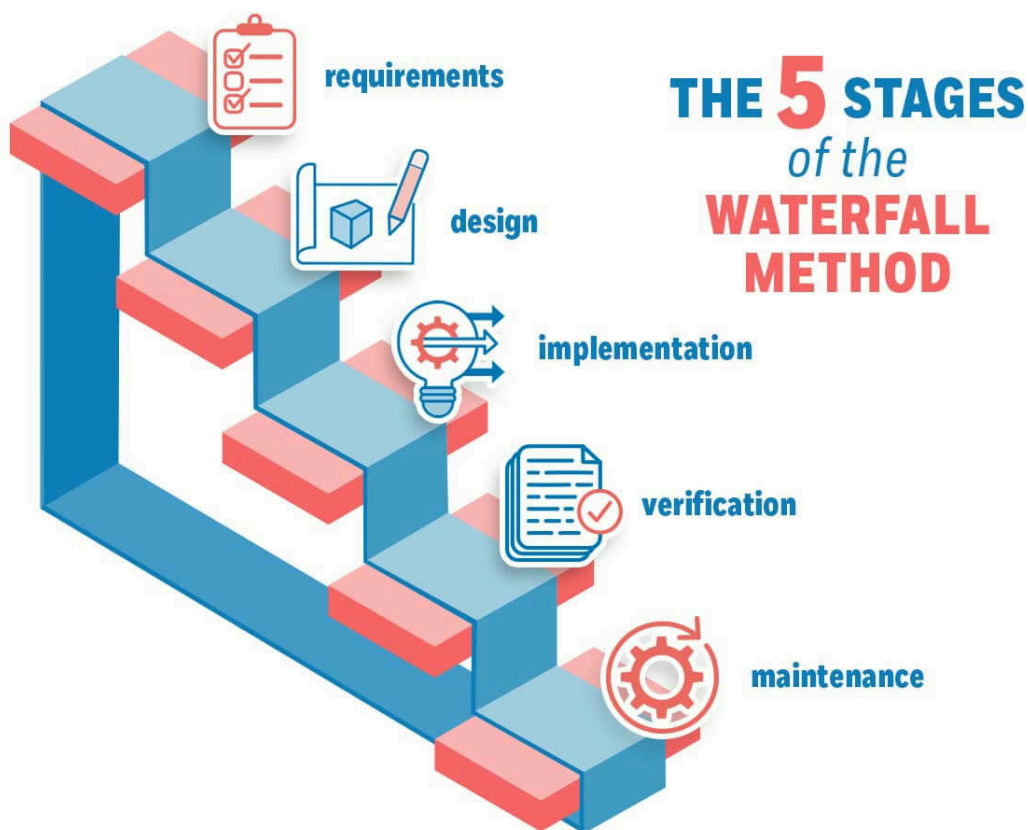 THE 5 STAGES
of the
WATERFALL
METHOD
requirements
design
implementation
verification
maintenance